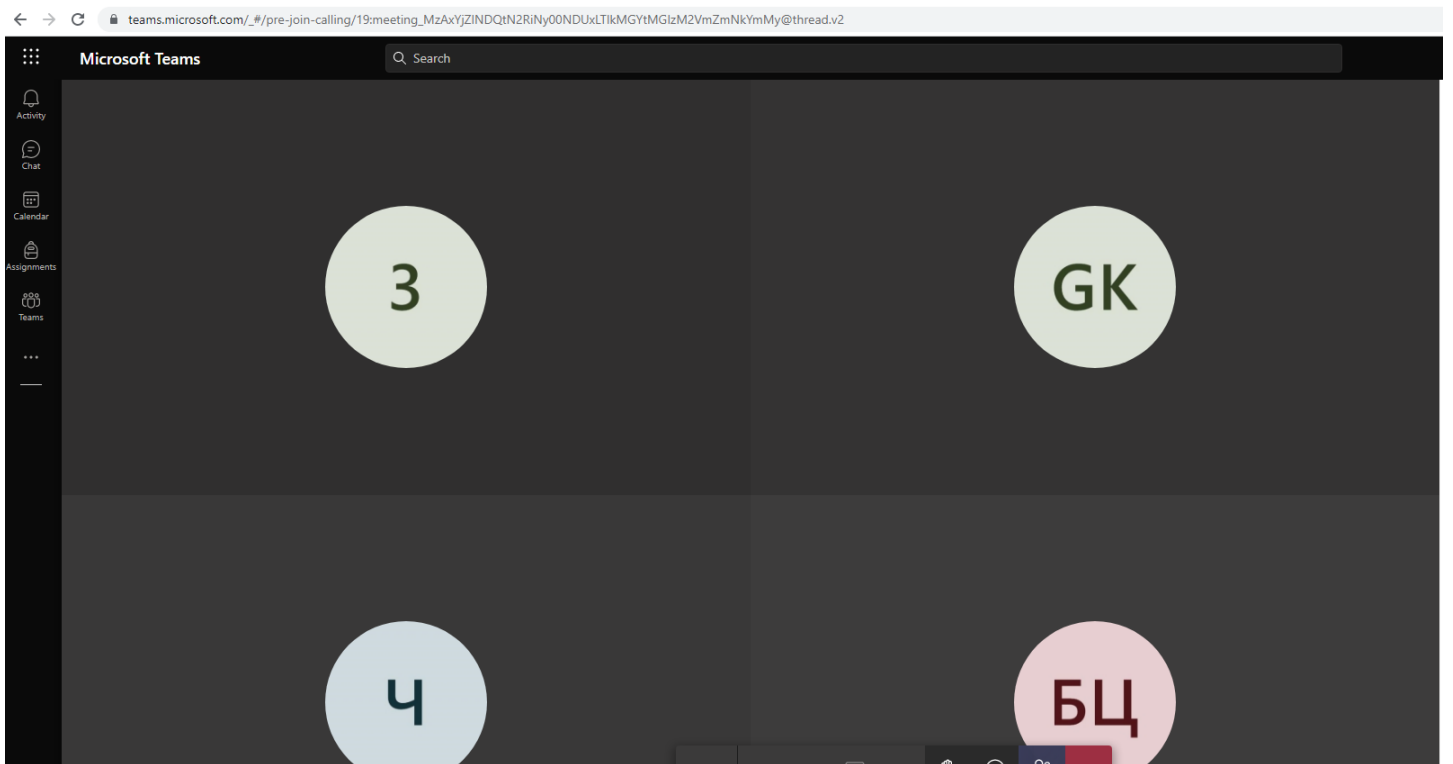 teams.microsoft.com/_#/pre-join-calling/19:meeting_MzAxYjZlNDQtN2RiNy00NDUxLTlkMGYtMGIzM2VmZmNkYmMy@thread.v2
Microsoft Teams
Search
Activity
Chat
Calendar
Assignments
Teams
З
GK
Ч
БЦ